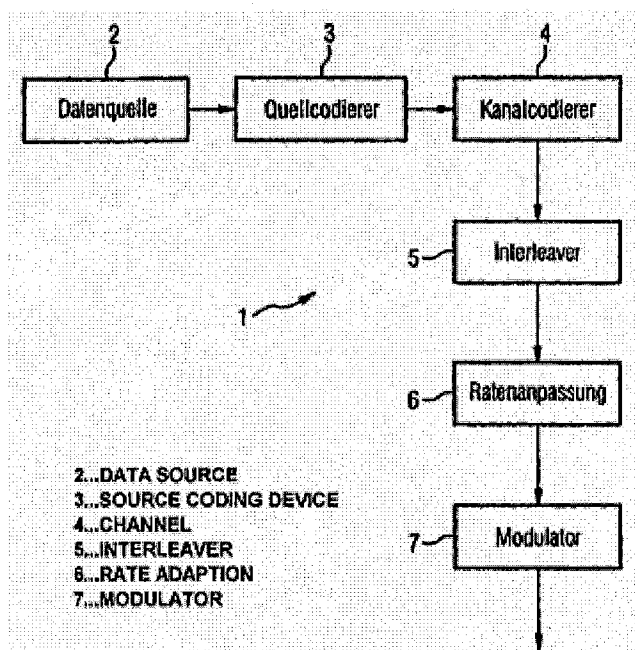 2
3
4
Datenquelle
Quellcodierer
Kanalcodierer
5
Interleaver
1
6
Ratenanpassung
7
Modulator
2...DATA SOURCE
3...SOURCE CODING DEVICE
4...CHANNEL
5...INTERLEAVER
6...RATE ADAPTION
7...MODULATOR